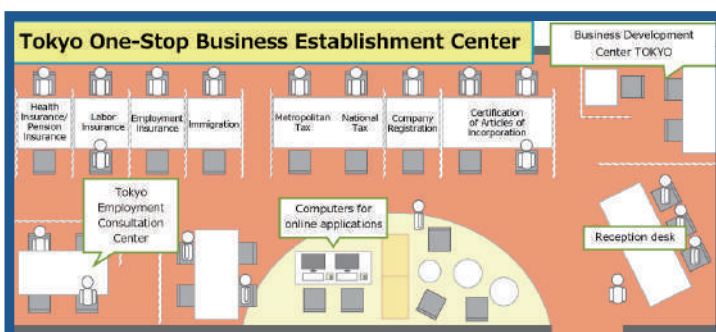 Tokyo One-Stop Business Establishment Center
Business Development
Center TOKYO
Health
Insurance/
Pension
Insurance
Labor
Insurance
Employment
Insurance
Immigration
Metropolitan
Tax
National
Tax
Company
Registration
Certification
of Articles of
Incorporation
Tokyo
Employment
Consultation
Center
Computers for
online applications
Reception desk